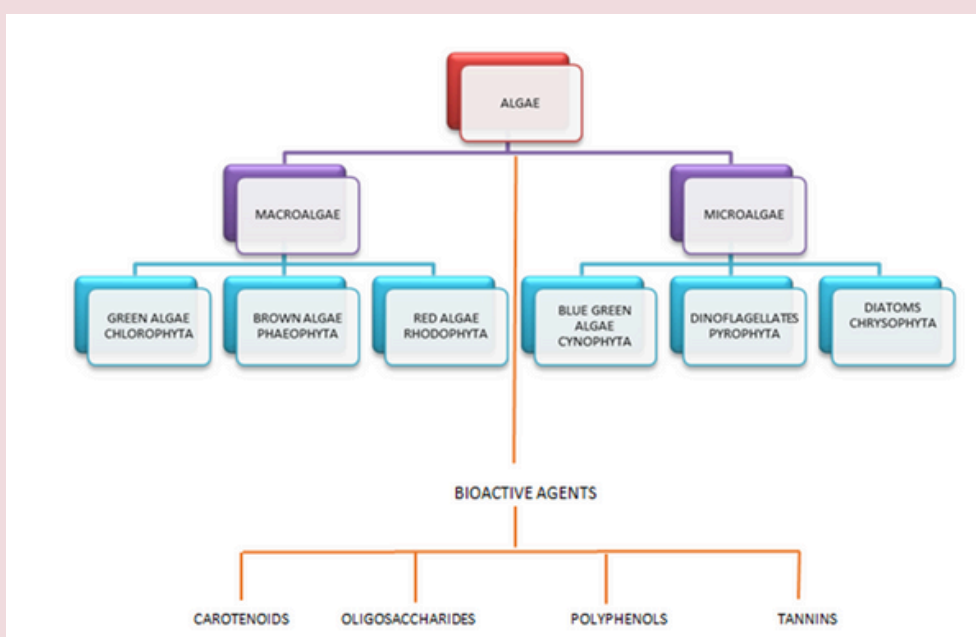 ALGAE
MACROALGAE
MICROALGAE
GREEN ALGAE
CHLOROPHYTA
BROWN ALGAE
PHAEOPHYTA
RED ALGAE
RHODOPHYTA
BLUE GREEN
ALGAE
CYNOPHYTA
DINOFLAGELLATES
PYROPHYTA
DIATOMS
CHRYSOPHYTA
BIOACTIVE AGENTS
CAROTENOIDS
OLIGOSACCHARIDES
POLYPHENOLS
TANNINS